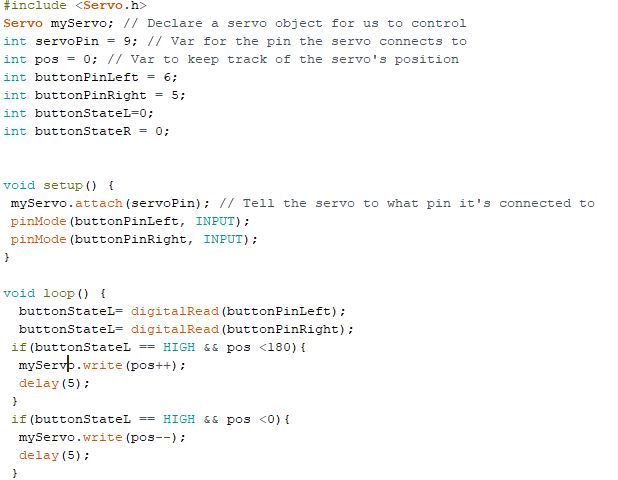 #include <Servo.h>
Servo myServo; // Declare a servo object for us to control
int servoPin = 9; // Var for the pin the servo connects to
int pos = 0; // Var to keep track of the servo's position
int buttonPinLeft = 6;
int buttonPinRight = 5;
int buttonStateL=0;
int buttonStateR = 0;
void setup() {
myServo.attach(servoPin); // Tell the servo to what pin it's connected to
pinMode(buttonPinLeft, INPUT);
pinMode(buttonPinRight, INPUT);
}
void loop() {
buttonStateL= digitalRead(buttonPinLeft);
buttonStateL= digitalRead(buttonPinRight);
if(buttonStateL == HIGH && pos <180){
myServo.write(pos++);
delay(5);
}
if(buttonStateL == HIGH && pos <0){
myServo.write(pos--);
delay(5);
}